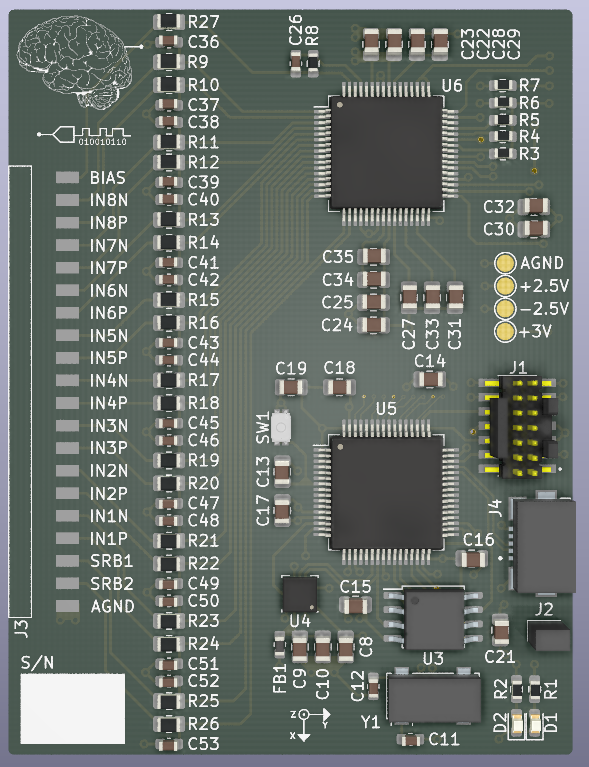 R27
C36
R9
R10
C37
C38
R11
R12
C39
C40
R13
R14
C41
C42
R15
R16
C43
C44
R17
R18
C45
C46
R19
R20
C47
C48
R21
R22
C49
C50
R23
R24
C51
C52
R25
R26
C53
010010110
BIAS
IN8N
IN8P
IN7N
IN7P
IN6N
IN6P
IN5N
IN5P
IN4N
IN4P
IN3N
IN3P
IN2N
IN2P
IN1N
IN1P
SRB1
SRB2
AGND
J3
S/N
C26
R8
C23
C22
C28
C29
U6
R7
R6
R5
R4
R3
C32
C30
C35
C34
C25
C24
C27
C33
C31
AGND
+2.5V
-2.5V
+3V
C14
J1
C19
C18
SW1
U5
C13
C17
J4
C16
U4
C15
U3
C21
J2
FB1
C9
C10
C8
C12
Y1
C11
R2
R1
D2
D1
Z
Y
X